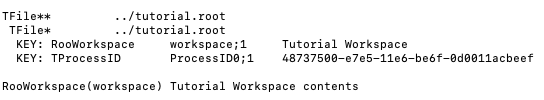 TFile** ../tutorial.root
TFile* ../tutorial.root
KEY: RooWorkspace workspace;1 Tutorial Workspace
KEY: TProcessID ProcessID0;1 48737500-e7e5-11e6-be6f-0d0011acbeef
RooWorkspace(workspace) Tutorial Workspace contents